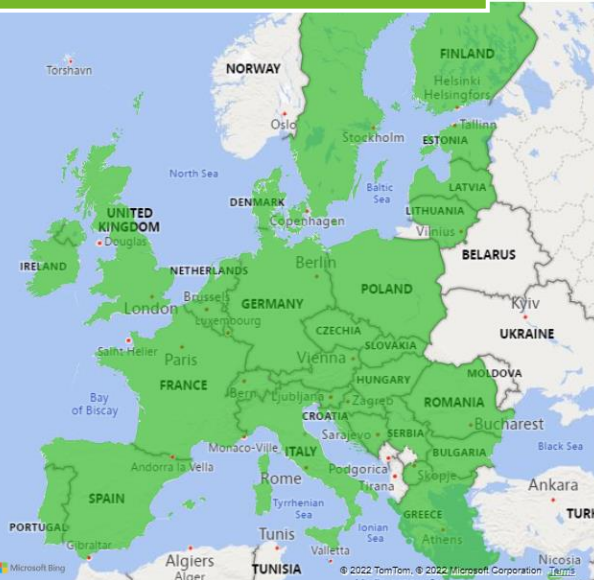 FINLAND
Torshavn
NORWAY
Helsinki
Helsingfors
Oslo
Stockholm
Tallinn
ESTONIA
North Sea
Baltic
Sea
LATVIA
DENMARK
Copenhagen
LITHUANIA
Vilnius
UNITED
KINGDOM
Douglas
IRELAND
BELARUS
NETHERLANDS
Berlin
POLAND
London
Brussels
GERMANY
Kyiv
Luxembourg
CZECHIA
UKRAINE
Saint Helier
Paris
Vienna
SLOVAKIA
MOLDOVA
FRANCE
HUNGARY
Bay
of Biscay
Bern
Ljubljana
Zagreb
ROMANIA
CROATIA
Bucharest
Sarajevo
SERBIA
Monaco-Ville
ITALY
BULGARIA
Black Sea
Andorra la Vella
Rome
Podgorica
Skopje
Tirana
Ankara
SPAIN
Tyrrhenian
Sea
PORTUGAL
GREECE
TUR
Ionian
Sea
Athens
Gibraltar
Tunis
Valletta
Algiers
Alger
TUNISIA
Nicosia
Microsoft Bing
© 2022 TomTom, © 2022 Microsoft Corporation Terms